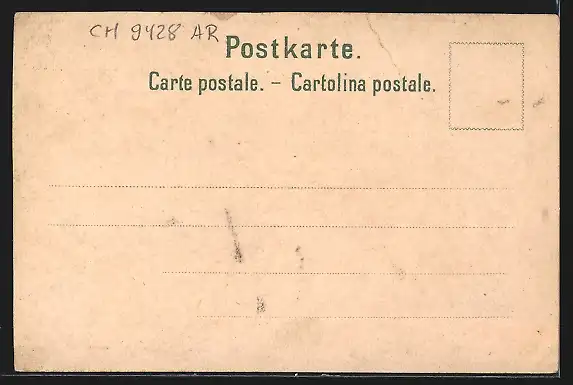 CH 9428 AR
Postkarte.
Carte postale. - Cartolina postale.